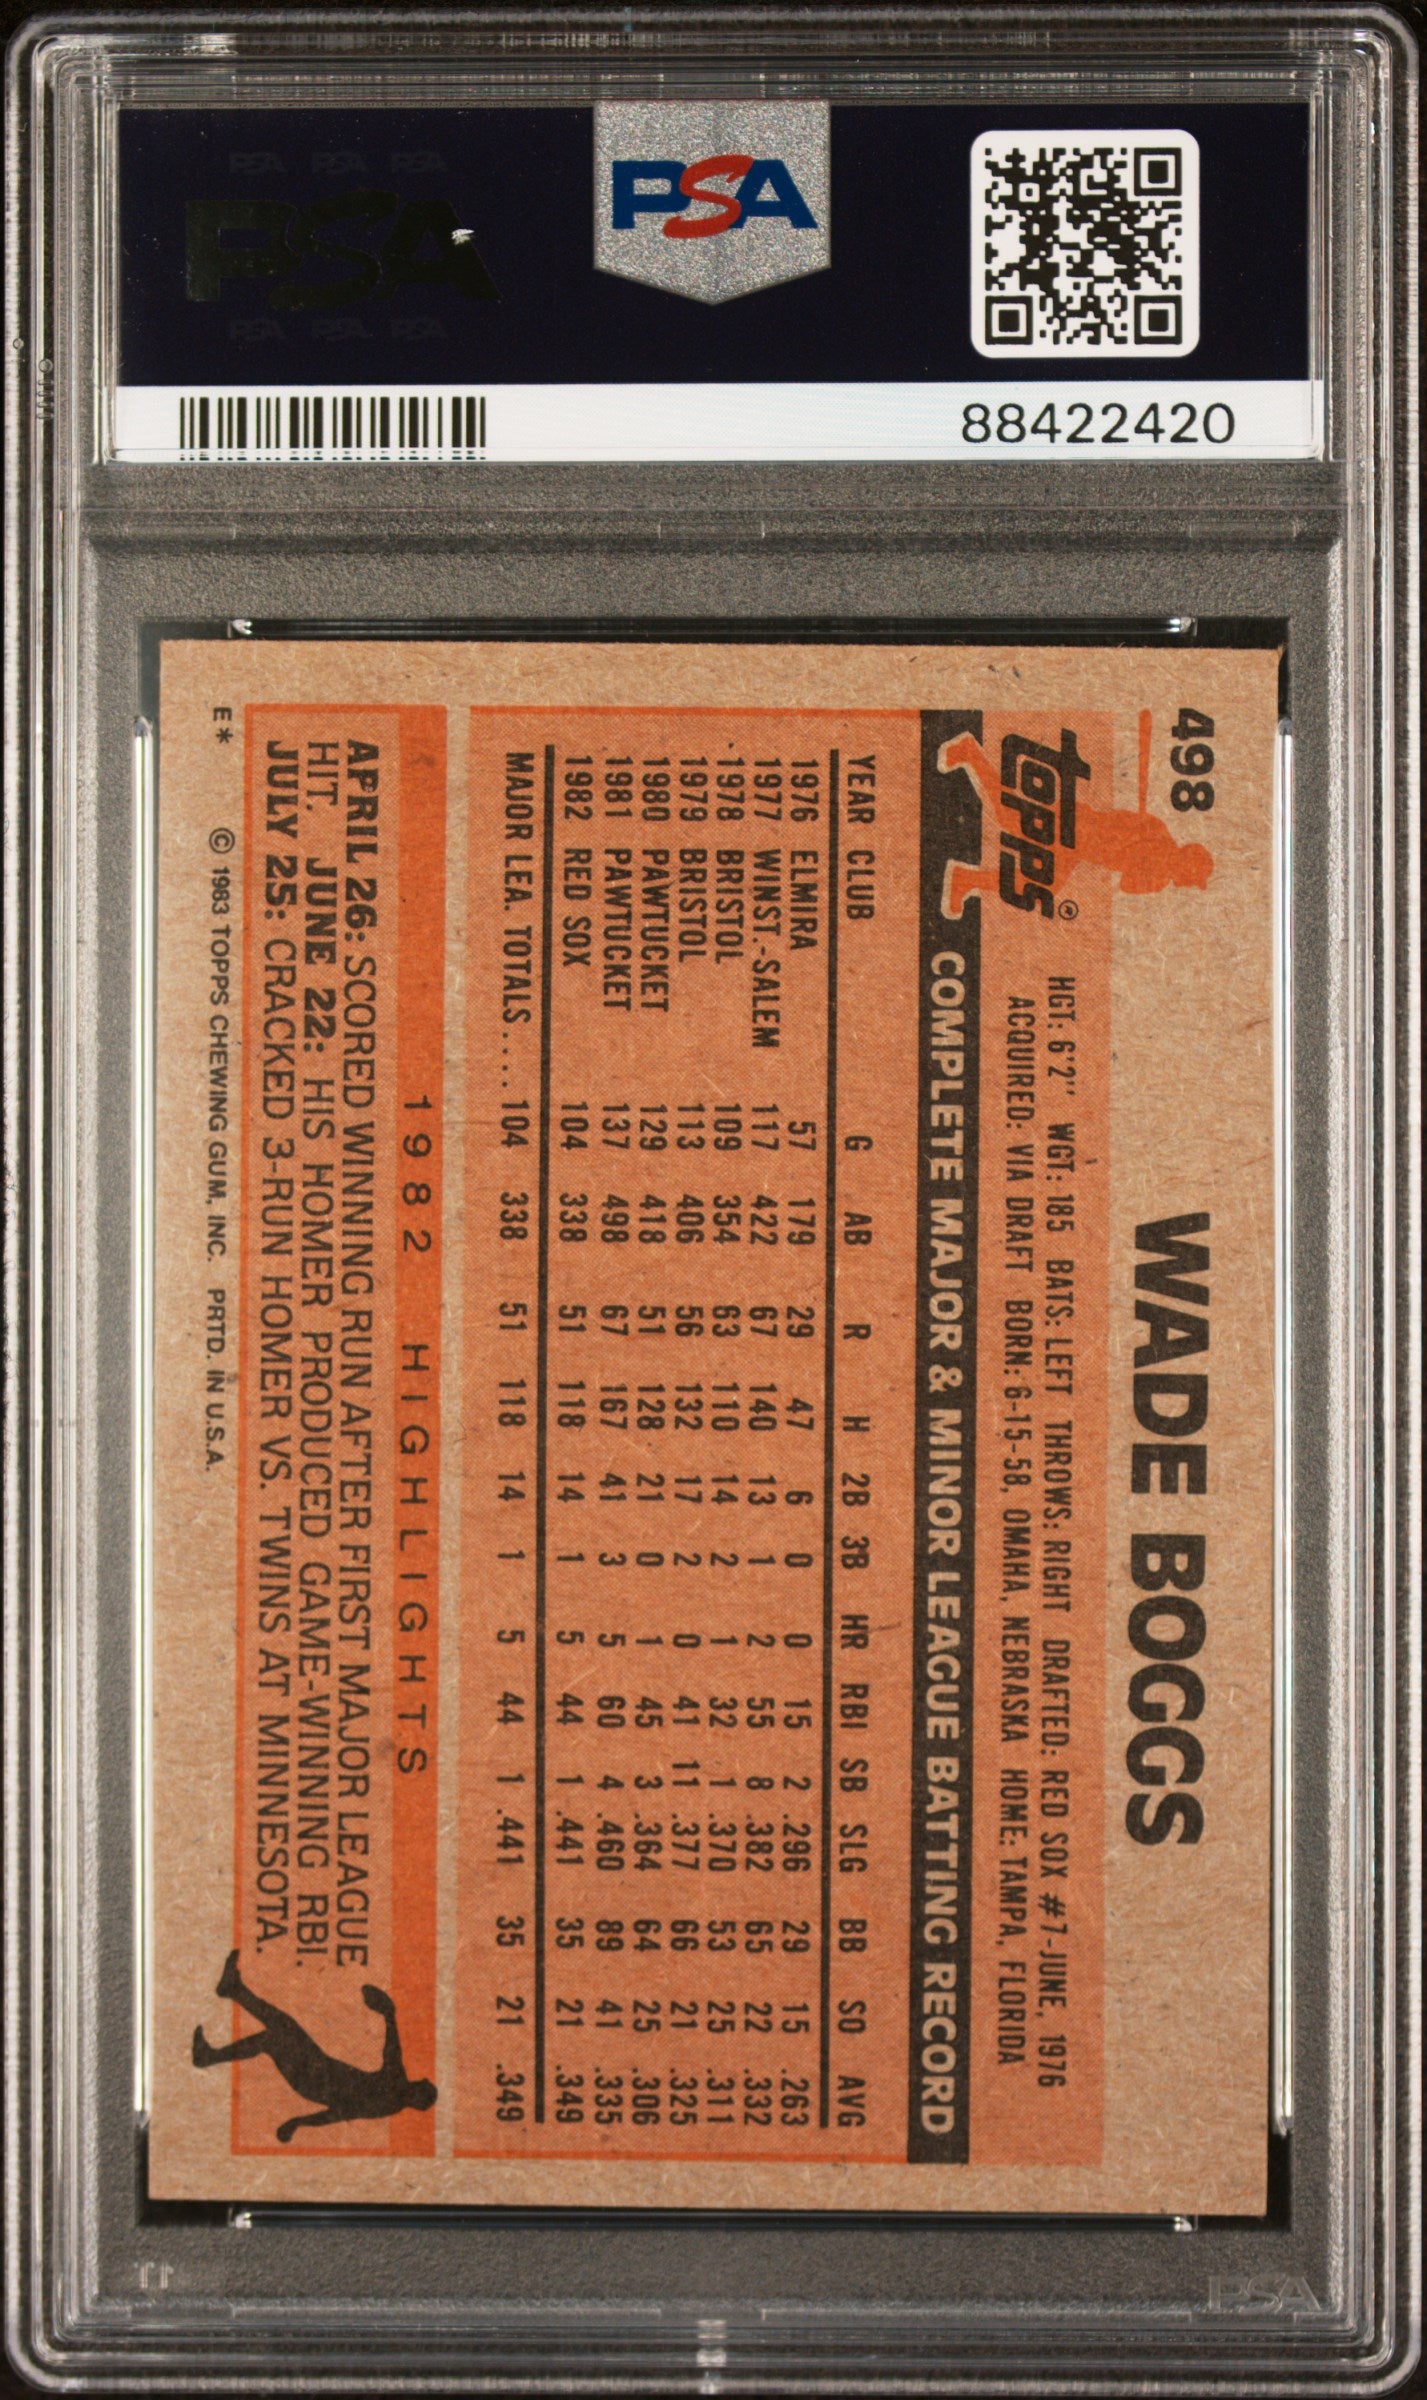 PSA PSA PSA
PSA
PSA PSA PSA
PSA
88422420
498
WADE BOGGS
Topps®
HGT: 6'2" WGT: 185 BATS: LEFT THROWS: RIGHT DRAFTED: RED SOX #7-JUNE, 1976
ACQUIRED: VIA DRAFT BORN: 6-15-58, OMAHA, NEBRASKA HOME: TAMPA, FLORIDA
COMPLETE MAJOR & MINOR LEAGUE BATTING RECORD
YEAR CLUB G AB R H 2B 3B HR RBI SB SLG BB SO AVG
1976 ELMIRA 57 179 29 47 6 0 0 15 2 .296 29 15 .263
1977 WINST.-SALEM 117 422 67 140 13 1 2 55 8 .382 65 22 .332
1978 BRISTOL 109 354 63 110 14 2 1 32 1 .370 53 25 .311
1979 BRISTOL 113 406 56 132 17 2 0 41 11 .377 66 21 .325
1980 PAWTUCKET 129 418 51 128 21 0 1 45 3 .364 64 25 .306
1981 PAWTUCKET 137 498 67 167 41 3 5 60 4 .460 89 41 .335
1982 RED SOX 104 338 51 118 14 1 5 44 1 .441 35 21 .349
MAJOR LEA. TOTALS.... 104 338 51 118 14 1 5 44 1 .441 35 21 .349
1982 HIGHLIGHTS
APRIL 26: SCORED WINNING RUN AFTER FIRST MAJOR LEAGUE
HIT. JUNE 22: HIS HOMER PRODUCED GAME-WINNING RBI.
JULY 25: CRACKED 3-RUN HOMER VS. TWINS AT MINNESOTA.
E* © 1983 TOPPS CHEWING GUM, INC. PRTD. IN U.S.A.
PSA